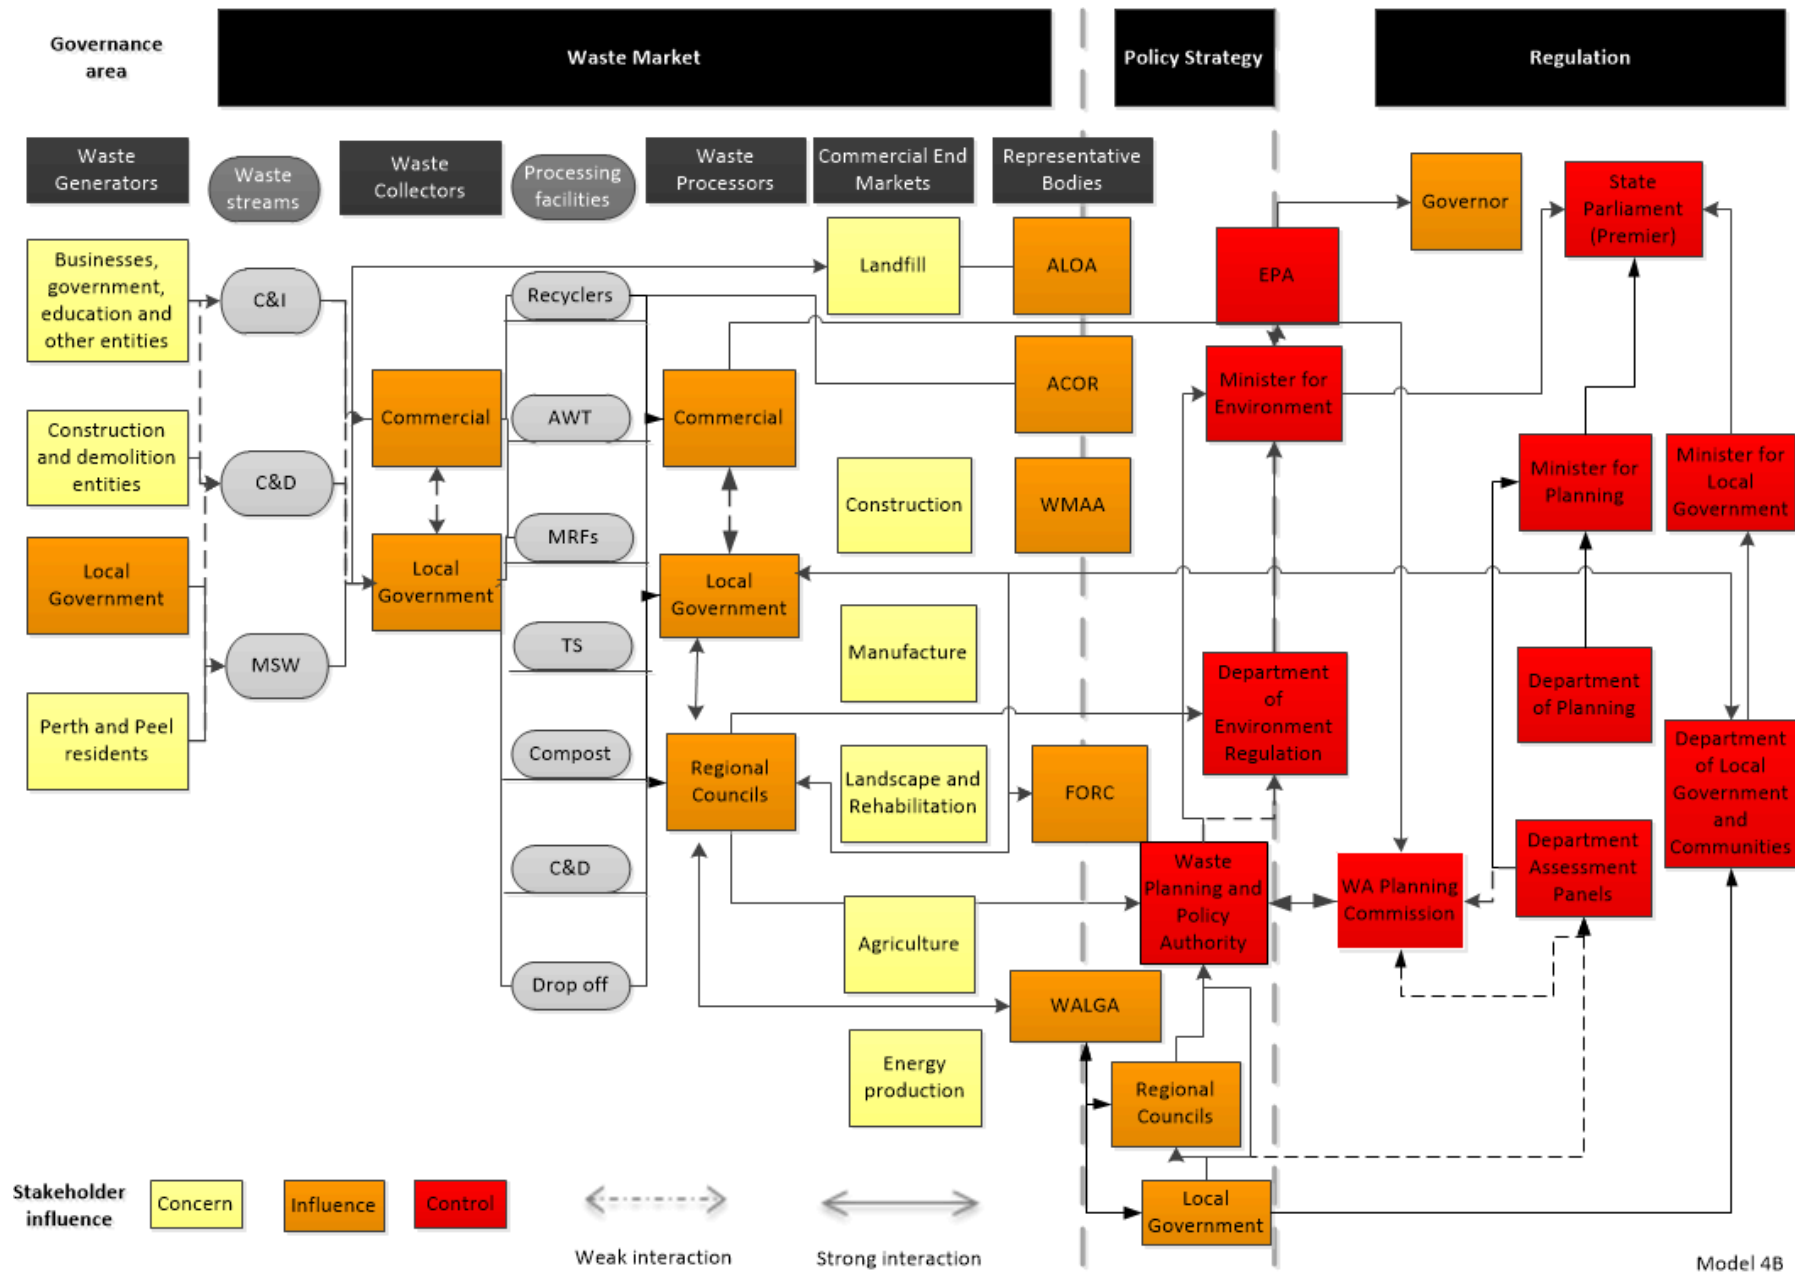 Governance
area
Waste Market
Policy Strategy
Regulation
Waste
Generators
Waste
streams
Waste
Collectors
Processing
facilities
Waste
Processors
Commercial End
Markets
Representative
Bodies
Businesses,
government,
education and
other entities
Construction
and demolition
entities
Local
Government
Perth and Peel
residents
C&I
C&D
MSW
Commercial
Local
Government
Recyclers
AWT
MRFs
TS
Compost
C&D
Drop off
Commercial
Local
Government
Regional
Councils
Landfill
Construction
Manufacture
Landscape and
Rehabilitation
Agriculture
Energy
production
ALOA
ACOR
WMAA
FORC
WALGA
EPA
Minister for
Environment
Department
of
Environment
Regulation
Waste
Planning and
Policy
Authority
Regional
Councils
Local
Government
Governor
State
Parliament
(Premier)
Minister for
Planning
Minister for
Local
Government
Department
of Planning
Department
of Local
Government
and
Communities
Department
Assessment
Panels
WA Planning
Commission
Stakeholder
influence
Concern
Influence
Control
Weak interaction
Strong interaction
Model 4B